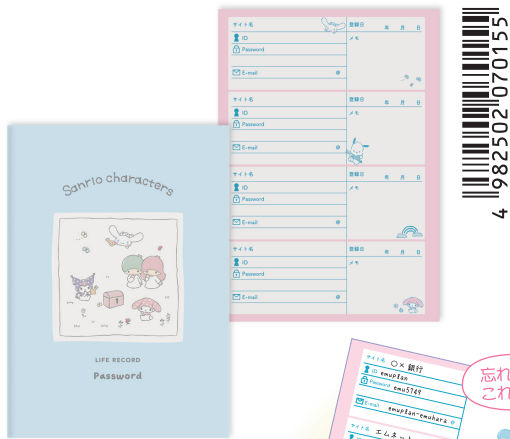 Sanrio characters
LIFE RECORD
Password
サイト名
登録日 年 月 日
ID
メモ
Password
E-mail @
サイト名
登録日 年 月 日
ID
メモ
Password
E-mail @
サイト名
登録日 年 月 日
ID
メモ
Password
E-mail @
サイト名
登録日 年 月 日
ID
メモ
Password
E-mail @
4 982502 070155
サイト名 ○× 銀行
ID emuplan
Password emu5749
E-mail emuplan-emuhara @
サイト名 エムネット
忘れ
これ